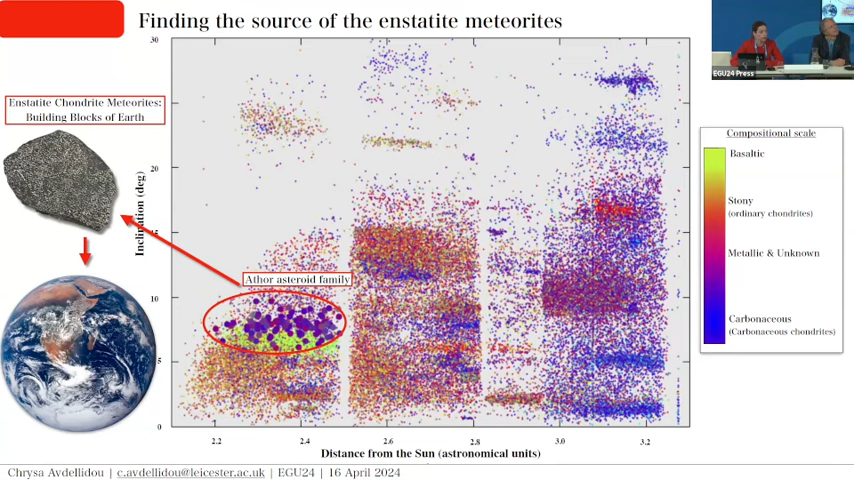 Finding the source of the enstatite meteorites
EGU24 Press
Enstatite Chondrite Meteorites:
Building Blocks of Earth
Athor asteroid family
Inclination (deg)
30
20
10
5
0
2.2 2.4 2.6 2.8 3.0 3.2
Distance from the Sun (astronomical units)
Compositional scale
Basaltic
Stony
(ordinary chondrites)
Metallic & Unknown
Carbonaceous
(Carbonaceous chondrites)
Chrysa Avdellidou | c.avdellidou@leicester.ac.uk | EGU24 | 16 April 2024